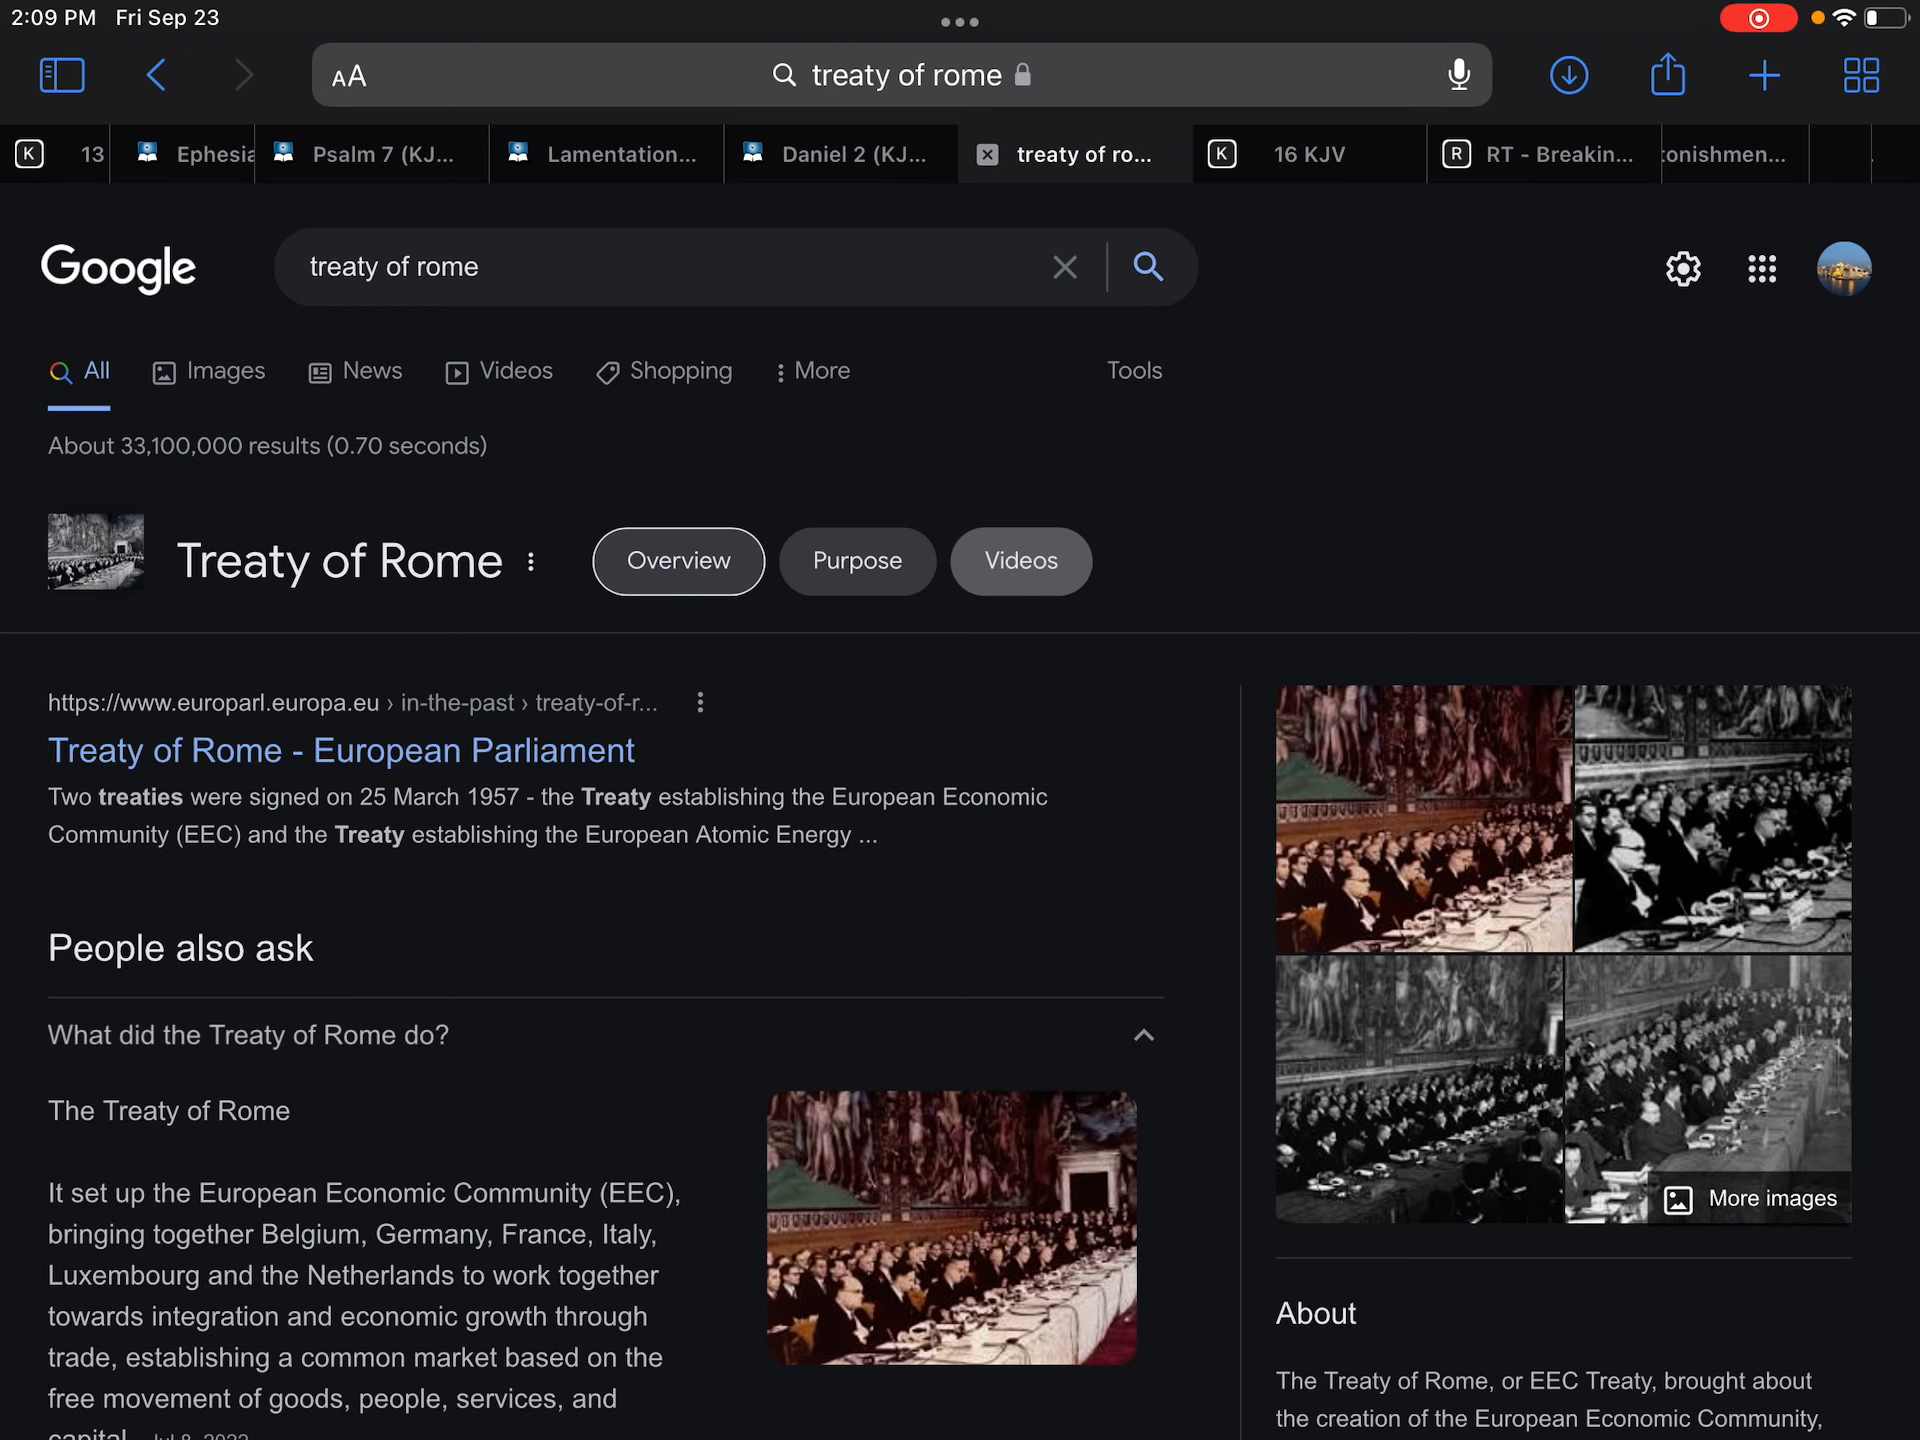 2:09 PM Fri Sep 23
AA treaty of rome
K 13 Ephesia Psalm 7 (KJ... Lamentation... Daniel 2 (KJ... treaty of ro... K 16 KJV R RT - Breakin... onishmen...
Google treaty of rome
All Images News Videos Shopping More Tools
About 33,100,000 results (0.70 seconds)
Treaty of Rome Overview Purpose Videos
https://www.europarl.europa.eu › in-the-past › treaty-of-r...
Treaty of Rome - European Parliament
Two treaties were signed on 25 March 1957 - the Treaty establishing the European Economic
Community (EEC) and the Treaty establishing the European Atomic Energy ...
People also ask
What did the Treaty of Rome do?
The Treaty of Rome
It set up the European Economic Community (EEC),
bringing together Belgium, Germany, France, Italy,
Luxembourg and the Netherlands to work together
towards integration and economic growth through
trade, establishing a common market based on the
free movement of goods, people, services, and
capital.
More images
About
The Treaty of Rome, or EEC Treaty, brought about
the creation of the European Economic Community,